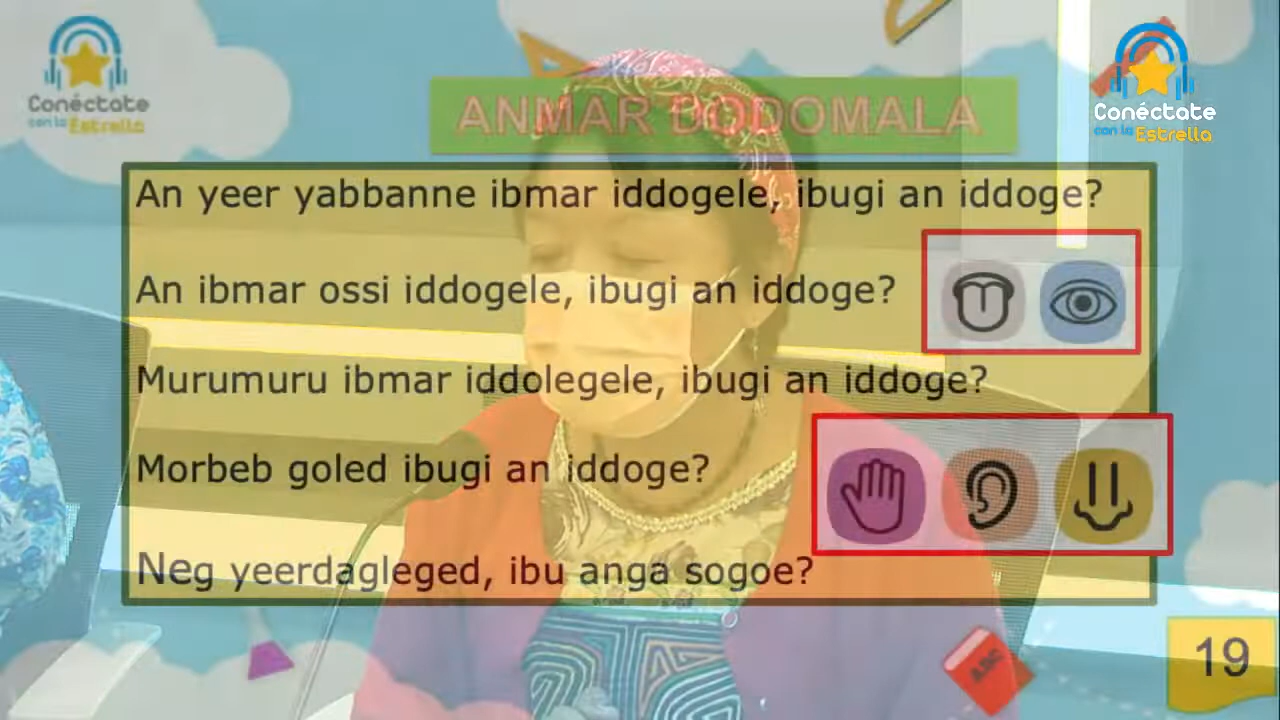 Conéctate
con la Estrella
Conéctate
con la Estrella
ANMAR DODOMALA
An yeer yabbanne ibmar iddogele, ibugi an iddoge?
An ibmar ossi iddogele, ibugi an iddoge?
Murumuru ibmar iddolegele, ibugi an iddoge?
Morbeb goled ibugi an iddoge?
Neg yeerdagleged, ibu anga sogoe?
ABC
19